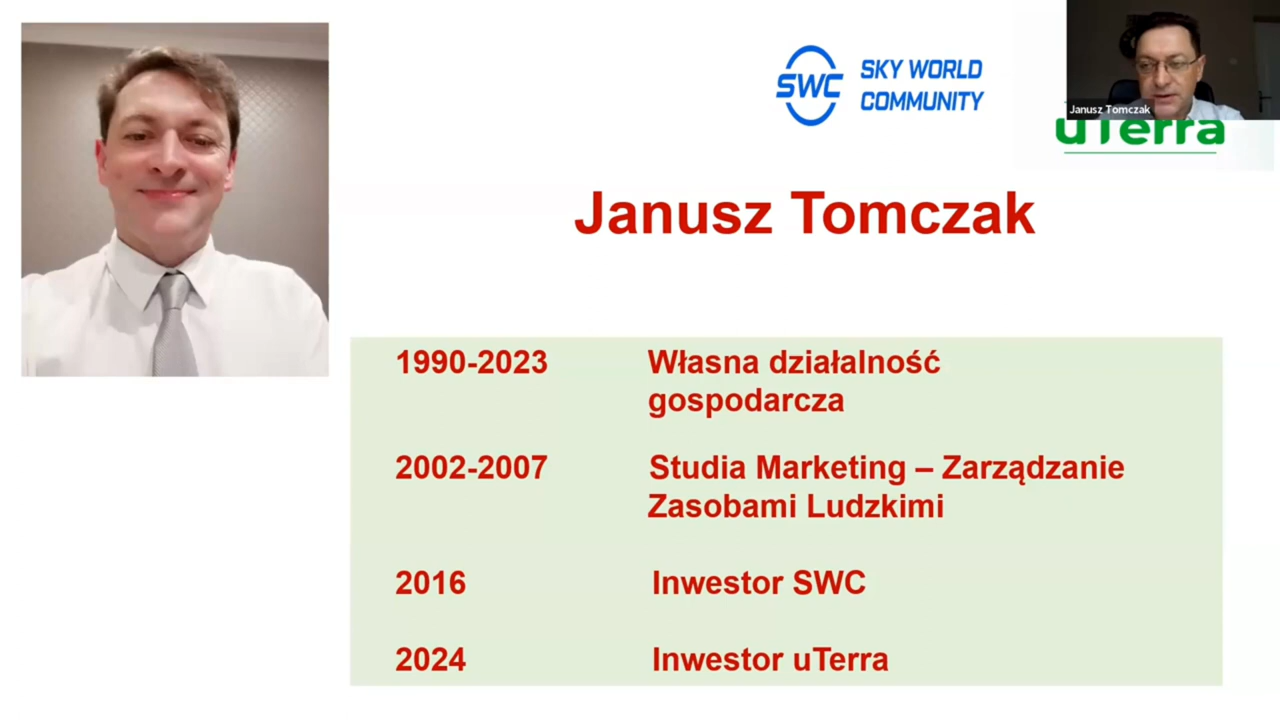 SWC
SKY WORLD
COMMUNITY
Janusz Tomczak
uTerra
Janusz Tomczak
1990-2023 Własna działalność
gospodarcza
2002-2007 Studia Marketing – Zarządzanie
Zasobami Ludzkimi
2016 Inwestor SWC
2024 Inwestor uTerra